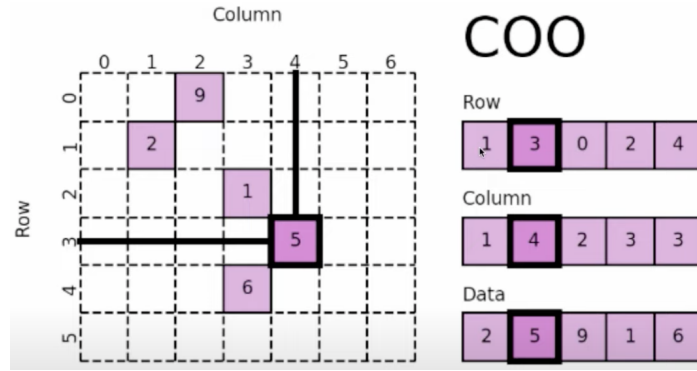 Column
0 1 2 3 4 5 6
Row
0 9
1 2
2 1
3 5
4 6
5
COO
Row
1 3 0 2 4
Column
1 4 2 3 3
Data
2 5 9 1 6